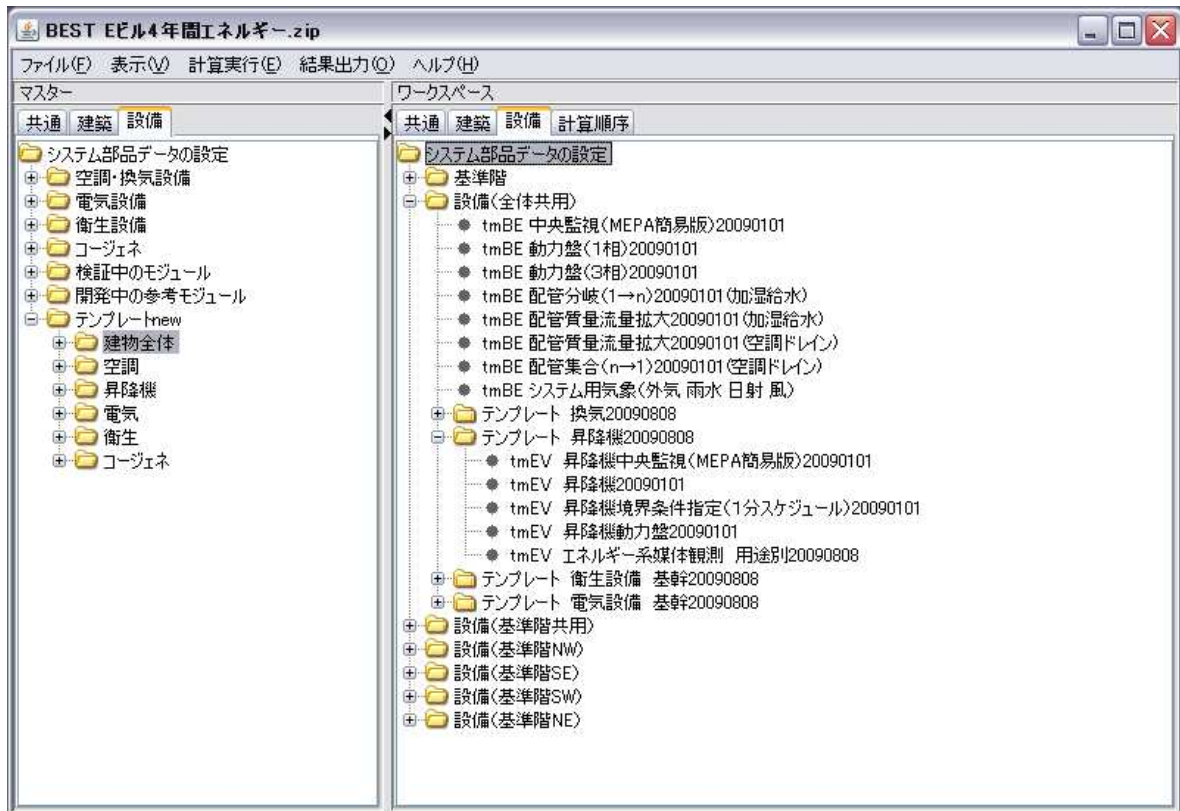 BEST Eビル4年間エネルギー.zip
ファイル(F) 表示(V) 計算実行(E) 結果出力(O) ヘルプ(H)
マスター
共通 建築 設備
システム部品データの設定
空調・換気設備
電気設備
衛生設備
コージェネ
検証中のモジュール
開発中の参考モジュール
テンプレートnew
建物全体
空調
昇降機
電気
衛生
コージェネ
ワークスペース
共通 建築 設備 計算順序
システム部品データの設定
基準階
設備(全体共用)
tmBE 中央監視(MEPA簡易版)20090101
tmBE 動力盤(1相)20090101
tmBE 動力盤(3相)20090101
tmBE 配管分岐(1→n)20090101(加湿給水)
tmBE 配管質量流量拡大20090101(加湿給水)
tmBE 配管質量流量拡大20090101(空調ドレイン)
tmBE 配管集合(n→1)20090101(空調ドレイン)
tmBE システム用気象(外気 雨水 日射 風)
テンプレート 換気20090808
テンプレート 昇降機20090808
tmEV 昇降機中央監視(MEPA簡易版)20090101
tmEV 昇降機20090101
tmEV 昇降機境界条件指定(1分スケジュール)20090101
tmEV 昇降機動力盤20090101
tmEV エネルギー系媒体観測 用途別20090808
テンプレート 衛生設備 基幹20090808
テンプレート 電気設備 基幹20090808
設備(基準階共用)
設備(基準階NW)
設備(基準階SE)
設備(基準階SW)
設備(基準階NE)